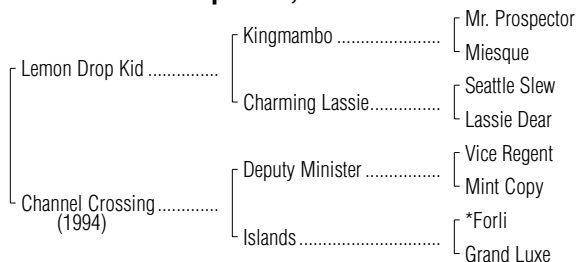 Mr. Prospector
Kingmambo ....................
Miesque
Lemon Drop Kid ..............
Seattle Slew
Charming Lassie..............
Lassie Dear
Vice Regent
Deputy Minister ...............
Mint Copy
Channel Crossing.............
(1994)
*Forli
Islands............................
Grand Luxe